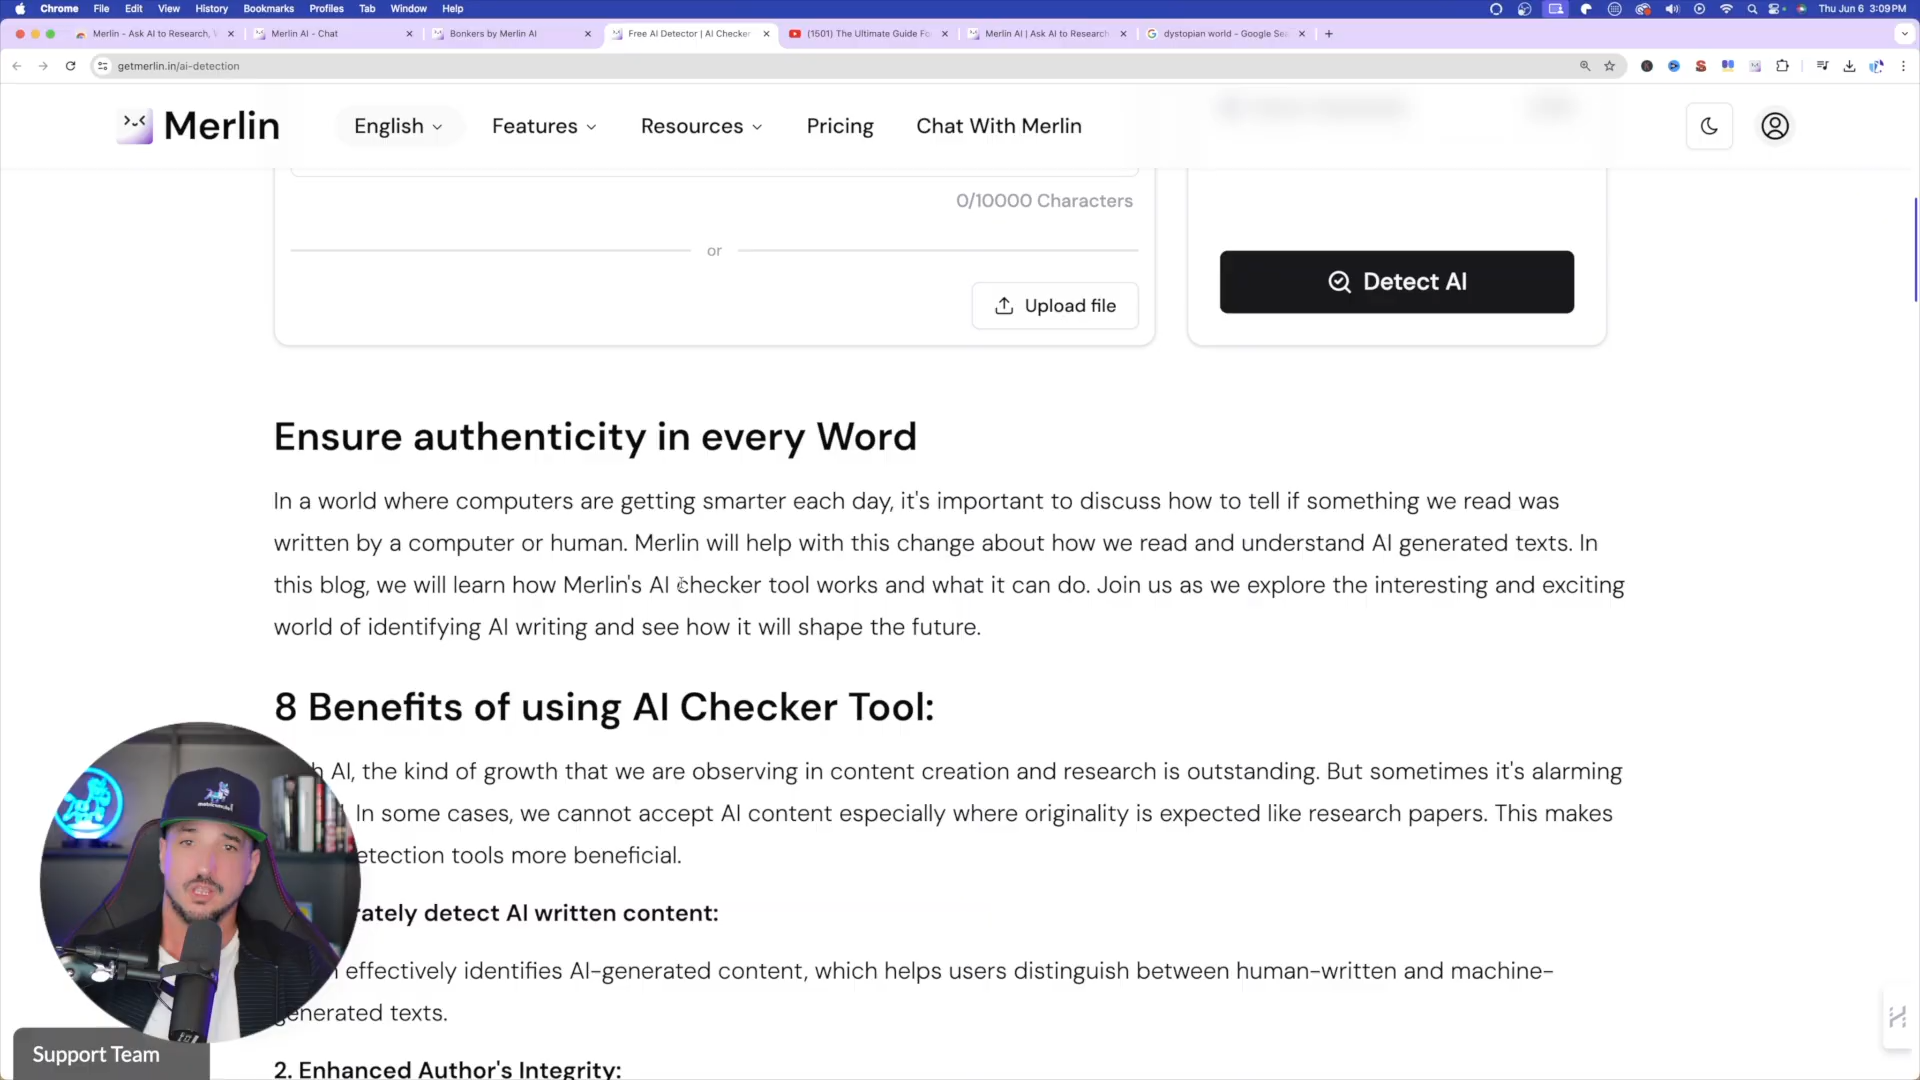 Chrome File Edit View History Bookmarks Profiles Tab Window Help Thu Jun 6 3:09 PM
Merlin - Ask AI to Research, Merlin AI - Chat Bonkers by Merlin AI Free AI Detector | AI Checker (1501) The Ultimate Guide Fo Merlin AI | Ask AI to Research dystopian world - Google Sea
getmerlin.in/ai-detection
Merlin English Features Resources Pricing Chat With Merlin
0/10000 Characters
or
Detect AI
Upload file
Ensure authenticity in every Word
In a world where computers are getting smarter each day, it's important to discuss how to tell if something we read was
written by a computer or human. Merlin will help with this change about how we read and understand AI generated texts. In
this blog, we will learn how Merlin's AI checker tool works and what it can do. Join us as we explore the interesting and exciting
world of identifying AI writing and see how it will shape the future.
8 Benefits of using AI Checker Tool:
AI, the kind of growth that we are observing in content creation and research is outstanding. But sometimes it's alarming
In some cases, we cannot accept AI content especially where originality is expected like research papers. This makes
etection tools more beneficial.
rately detect AI written content:
effectively identifies AI-generated content, which helps users distinguish between human-written and machine-
generated texts.
2. Enhanced Author's Integrity:
Support Team